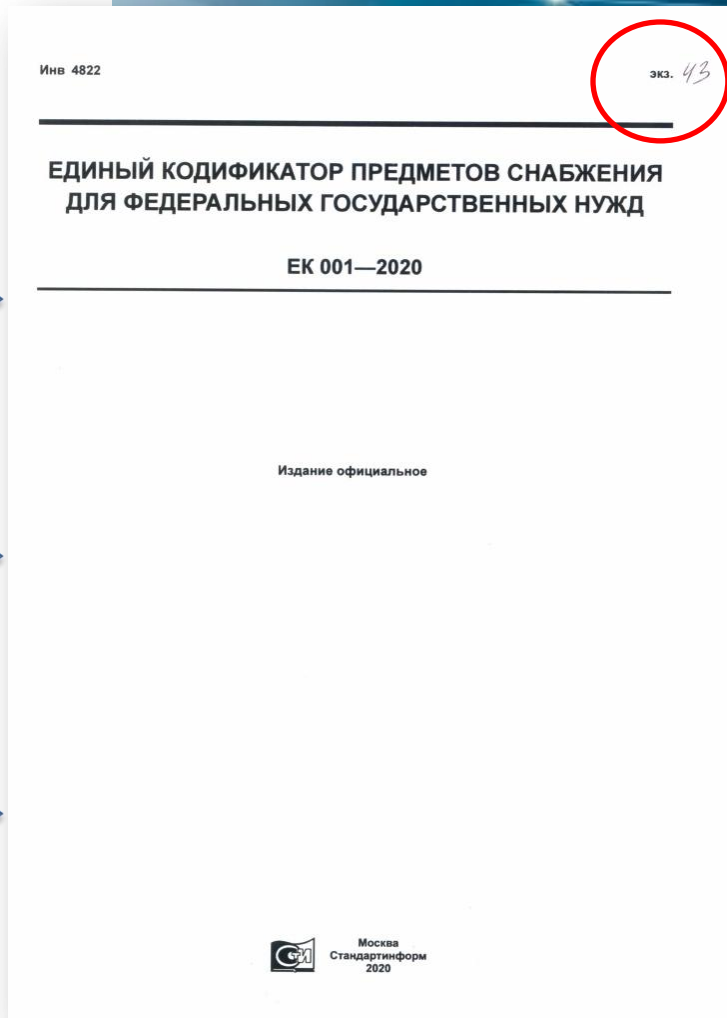 Инв 4822
экз. 43
ЕДИНЫЙ КОДИФИКАТОР ПРЕДМЕТОВ СНАБЖЕНИЯ
ДЛЯ ФЕДЕРАЛЬНЫХ ГОСУДАРСТВЕННЫХ НУЖД
ЕК 001—2020
Издание официальное
Москва
Стандартинформ
2020